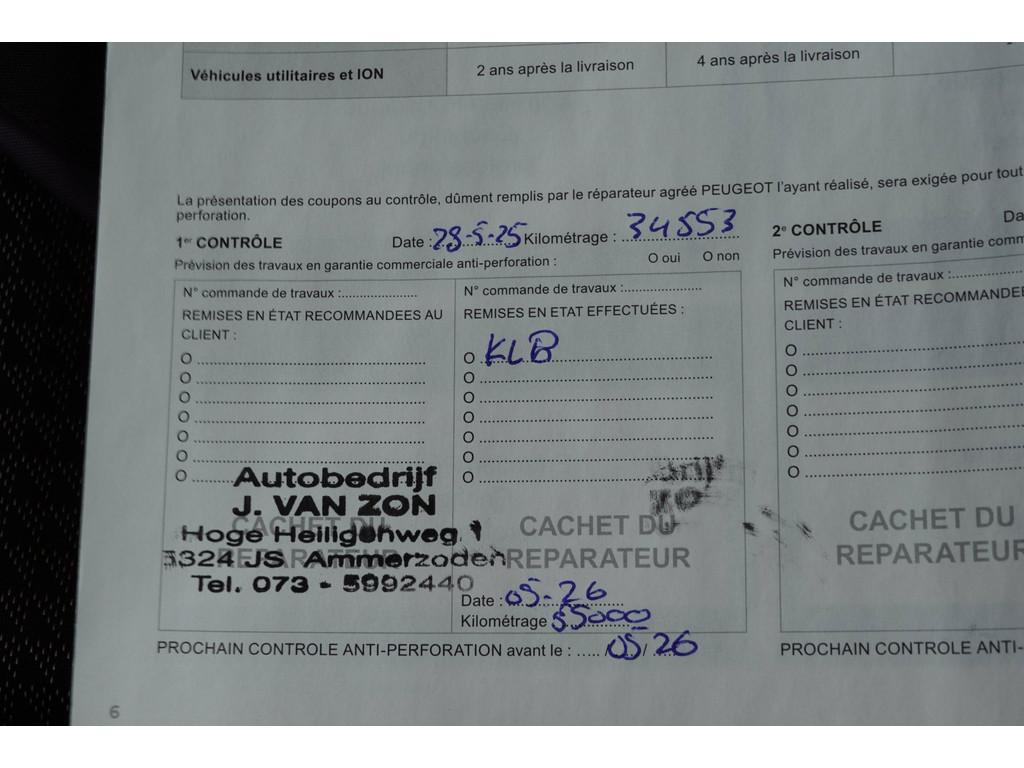 Véhicules utilitaires et ION 2 ans après la livraison 4 ans après la livraison
La présentation des coupons au contrôle, dûment remplis par le réparateur agréé PEUGEOT l'ayant réalisé, sera exigée pour tout
perforation.
1er CONTRÔLE Date : 28-5-25 Kilométrage : 34553
Prévision des travaux en garantie commerciale anti-perforation : O oui O non
N° commande de travaux :....................
REMISES EN ÉTAT RECOMMANDEES AU
CLIENT :
O
O
O
O
O
O
O
N° commande de travaux :....................
REMISES EN ETAT EFFECTUÉES :
O KLB
O
O
O
O
O
O
Autobedrijf
J. VAN ZON
Hoge Heiligenweg 1
5324 JS Ammerzoden
Tel. 073 - 5992440
CACHET DU
REPARATEUR
CACHET DU
REPARATEUR
Date : 05-26
Kilométrage 55000
PROCHAIN CONTROLE ANTI-PERFORATION avant le : ..... /05/ 26
2e CONTRÔLE Da
Prévision des travaux en garantie comm
N° commande de travaux :
REMISES EN ÉTAT RECOMMANDEE
CLIENT :
O
O
O
O
O
O
O
CACHET DU
REPARATEUR
PROCHAIN CONTROLE ANTI-
6